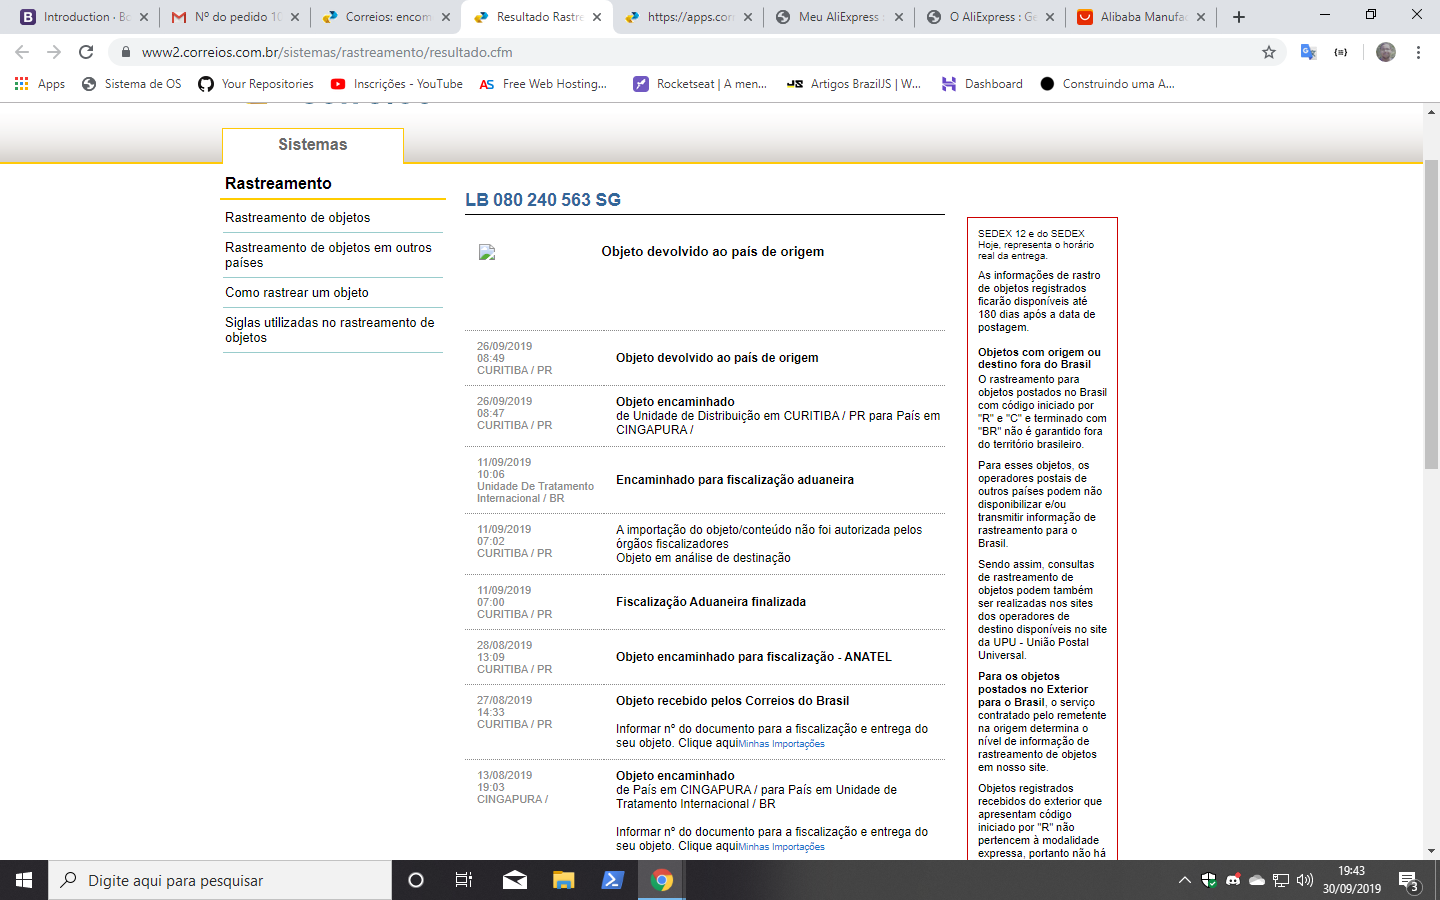 Introduction · Bo
Nº do pedido 10
Correios: encom
Resultado Rastre
https://apps.corr
Meu AliExpress :
O AliExpress : Ge
Alibaba Manufac
www2.correios.com.br/sistemas/rastreamento/resultado.cfm
Apps
Sistema de OS
Your Repositories
Inscrições - YouTube
Free Web Hosting...
Rocketseat | A men...
Artigos BrazilJS | W...
Dashboard
Construindo uma A...
Sistemas
Rastreamento
Rastreamento de objetos
Rastreamento de objetos em outros
países
Como rastrear um objeto
Siglas utilizadas no rastreamento de
objetos
LB 080 240 563 SG
Objeto devolvido ao país de origem
26/09/2019
08:49
CURITIBA / PR
Objeto devolvido ao país de origem
26/09/2019
08:47
CURITIBA / PR
Objeto encaminhado
de Unidade de Distribuição em CURITIBA / PR para País em
CINGAPURA /
11/09/2019
10:06
Unidade De Tratamento
Internacional / BR
Encaminhado para fiscalização aduaneira
11/09/2019
07:02
CURITIBA / PR
A importação do objeto/conteúdo não foi autorizada pelos
órgãos fiscalizadores
Objeto em análise de destinação
11/09/2019
07:00
CURITIBA / PR
Fiscalização Aduaneira finalizada
28/08/2019
13:09
CURITIBA / PR
Objeto encaminhado para fiscalização - ANATEL
27/08/2019
14:33
CURITIBA / PR
Objeto recebido pelos Correios do Brasil
Informar nº do documento para a fiscalização e entrega do
seu objeto. Clique aquiMinhas Importações
13/08/2019
19:03
CINGAPURA /
Objeto encaminhado
de País em CINGAPURA / para País em Unidade de
Tratamento Internacional / BR
Informar nº do documento para a fiscalização e entrega do
seu objeto. Clique aquiMinhas Importações
SEDEX 12 e do SEDEX
Hoje, representa o horário
real da entrega.
As informações de rastro
de objetos registrados
ficarão disponíveis até
180 dias após a data de
postagem.
Objetos com origem ou
destino fora do Brasil
O rastreamento para
objetos postados no Brasil
com código iniciado por
"R" e "C" e terminado com
"BR" não é garantido fora
do território brasileiro.
Para esses objetos, os
operadores postais de
outros países podem não
disponibilizar e/ou
transmitir informação de
rastreamento para o
Brasil.
Sendo assim, consultas
de rastreamento de
objetos podem também
ser realizadas nos sites
dos operadores de
destino disponíveis no site
da UPU - União Postal
Universal.
Para os objetos
postados no Exterior
para o Brasil, o serviço
contratado pelo remetente
na origem determina o
nível de informação de
rastreamento de objetos
em nosso site.
Objetos registrados
recebidos do exterior que
apresentam código
iniciado por "R" não
pertencem à modalidade
expressa, portanto não há
Digite aqui para pesquisar
19:43
30/09/2019
3